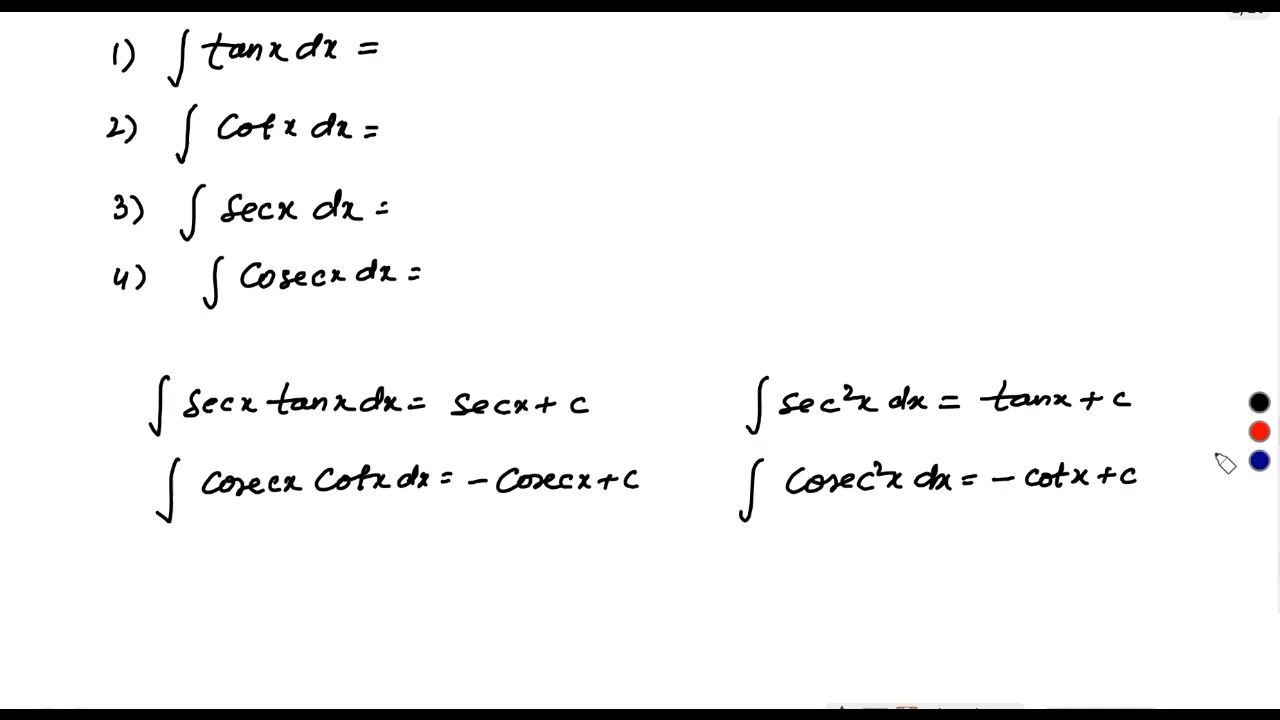 1) ∫ tanx dx =
2) ∫ Cotx dx =
3) ∫ Secx dx =
4) ∫ Cosecx dx =
∫ secx tanx dx = secx + c
∫ sec²x dx = tanx + c
∫ cosecx cotx dx = - cosecx + c
∫ cosec²x dx = - cotx + c